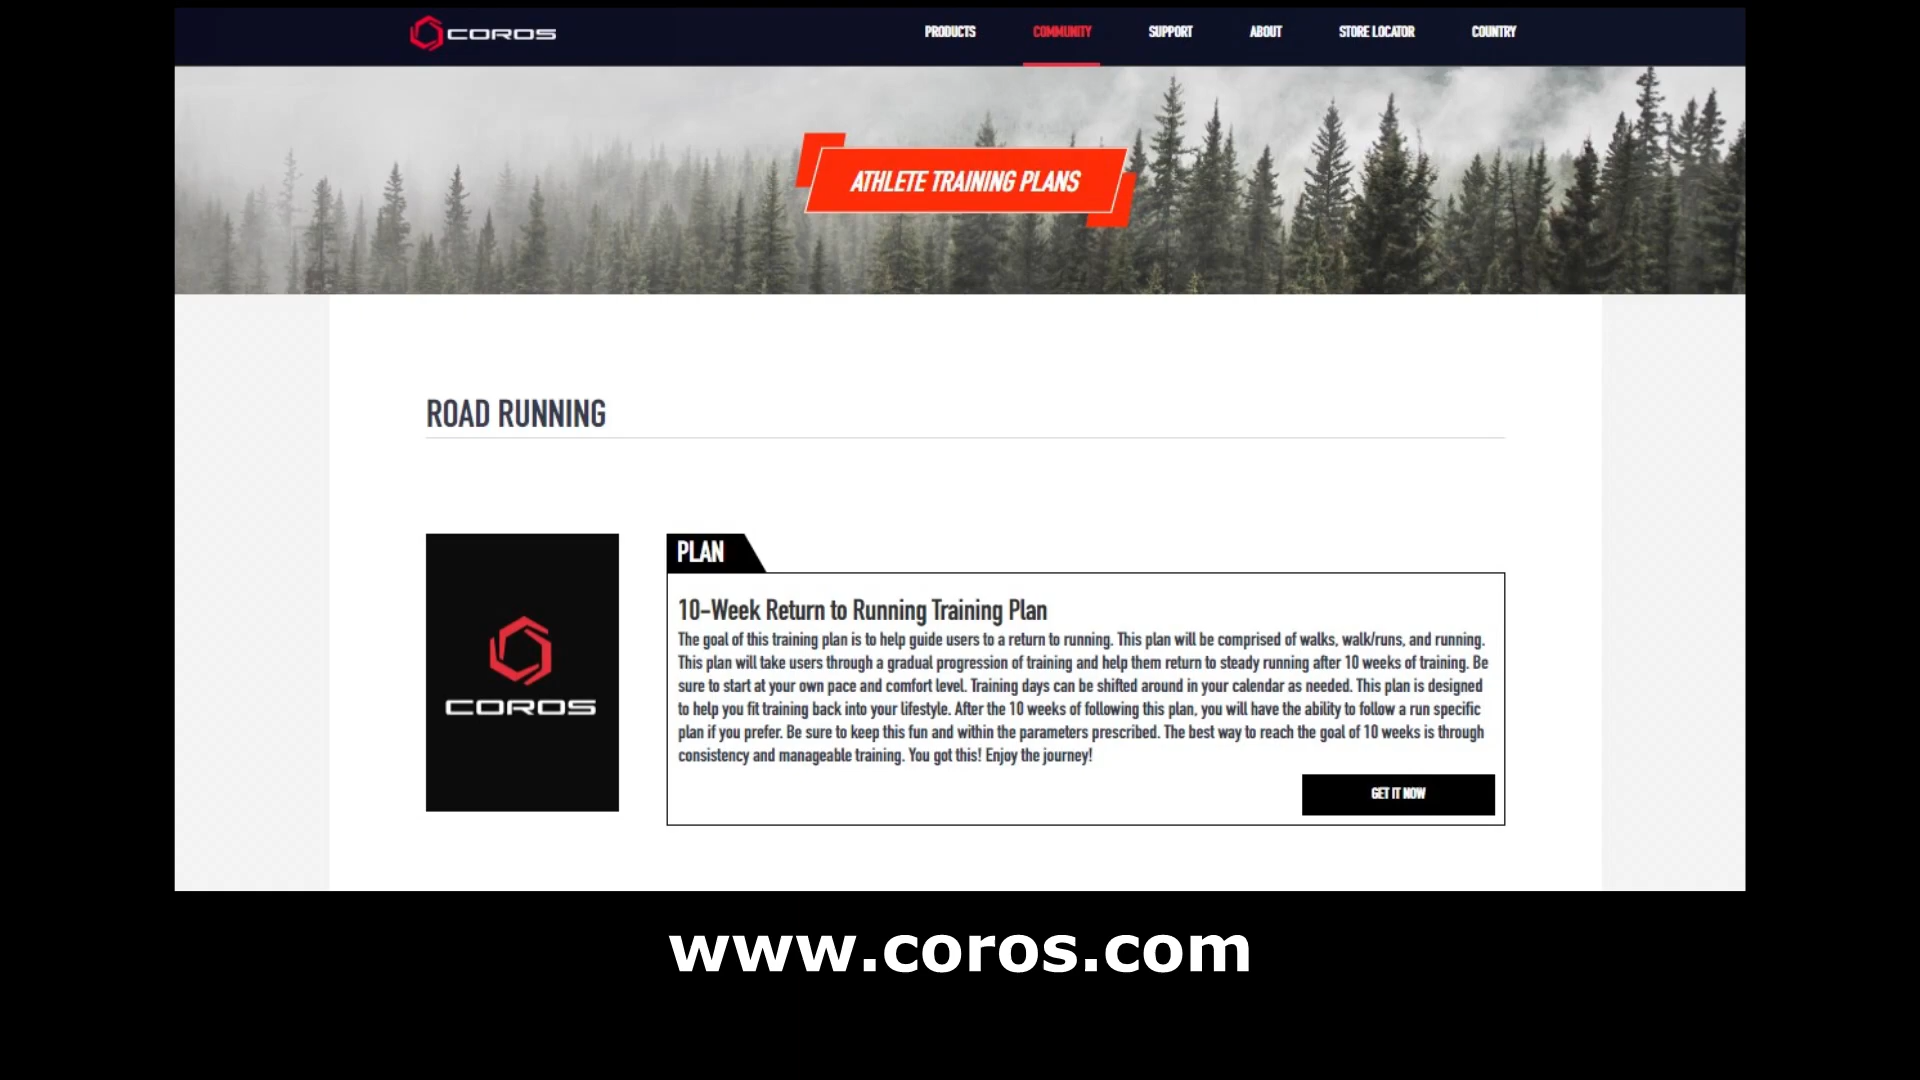 COROS
PRODUCTS
COMMUNITY
SUPPORT
ABOUT
STORE LOCATOR
COUNTRY
ATHLETE TRAINING PLANS
ROAD RUNNING
COROS
PLAN
10-Week Return to Running Training Plan
The goal of this training plan is to help guide users to a return to running. This plan will be comprised of walks, walk/runs, and running.
This plan will take users through a gradual progression of training and help them return to steady running after 10 weeks of training. Be
sure to start at your own pace and comfort level. Training days can be shifted around in your calendar as needed. This plan is designed
to help you fit training back into your lifestyle. After the 10 weeks of following this plan, you will have the ability to follow a run specific
plan if you prefer. Be sure to keep this fun and within the parameters prescribed. The best way to reach the goal of 10 weeks is through
consistency and manageable training. You got this! Enjoy the journey!
GET IT NOW
www.coros.com